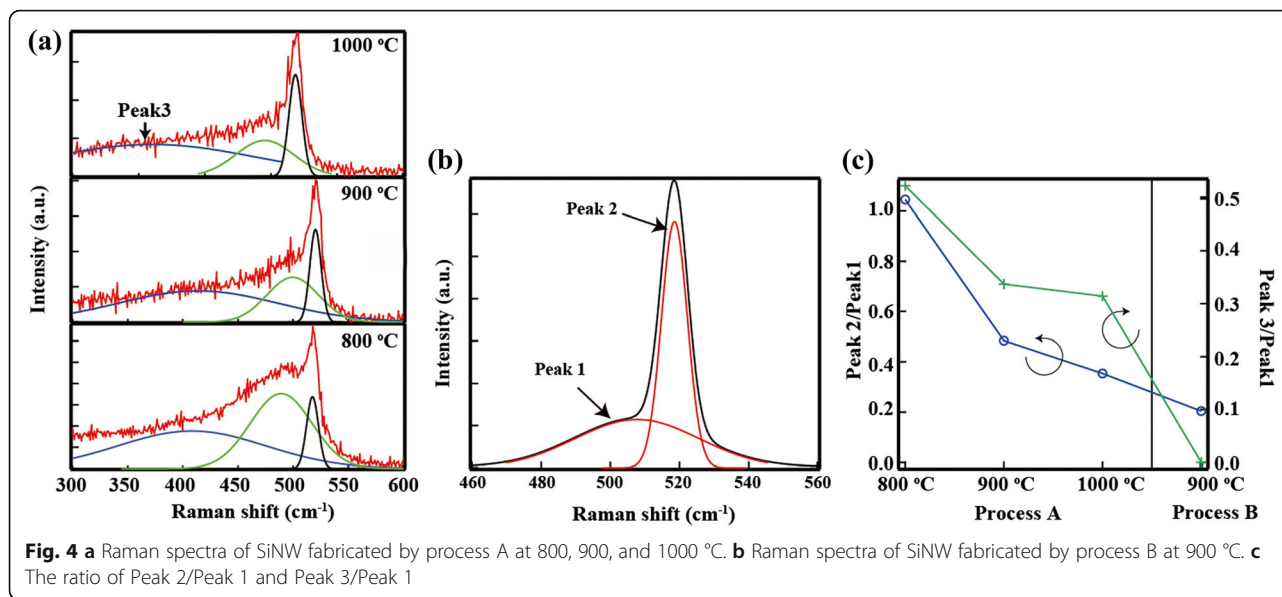 (a)
1000 °C
Peak3
900 °C
800 °C
Intensity (a.u.)
300 350 400 450 500 550 600
Raman shift (cm⁻¹)
(b)
Peak 2
Peak 1
Intensity (a.u.)
460 480 500 520 540 560
Raman shift (cm⁻¹)
(c)
1.0
0.8
0.6
0.4
0.2
0.0
Peak 2/Peak1
0.5
0.4
0.3
0.2
0.1
0.0
Peak 3/Peak1
800 °C 900 °C 1000 °C 900 °C
Process A Process B
Fig. 4 a Raman spectra of SiNW fabricated by process A at 800, 900, and 1000 °C. b Raman spectra of SiNW fabricated by process B at 900 °C. c
The ratio of Peak 2/Peak 1 and Peak 3/Peak 1